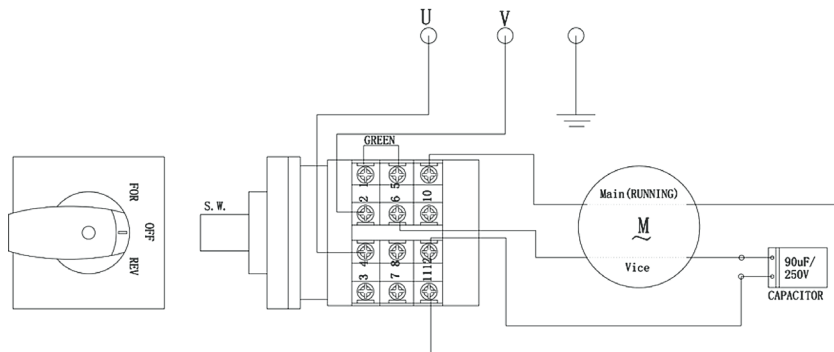 U V
GREEN
1 5
2 6 10
S.W.
FOR
OFF
REV
4 8 12
3 7 11
Main(RUNNING)
M
~
Vice
90uF/
250V
CAPACITOR